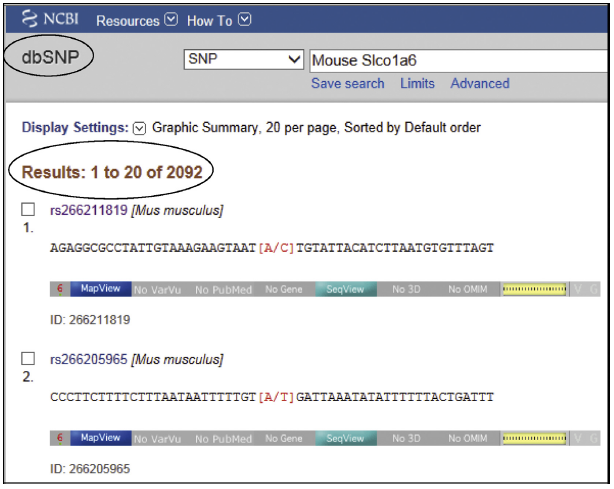 NCBI Resources How To
dbSNP SNP Mouse Slco1a6
Save search Limits Advanced
Display Settings: Graphic Summary, 20 per page, Sorted by Default order
Results: 1 to 20 of 2092
rs266211819 [Mus musculus]
1.
AGAGGCGCCTATTGTAAAGAAGTAAT[A/C]TGTATTACATCTTAATGTGTTTAGT
6 MapView No VarVu No PubMed No Gene SeqView No 3D No OMIM V G
ID: 266211819
rs266205965 [Mus musculus]
2.
CCCTTCTTTTCTTTAATAATTTTTGT[A/T]GATTAAATATATTTTTTACTGATTT
6 MapView No VarVu No PubMed No Gene SeqView No 3D No OMIM V G
ID: 266205965